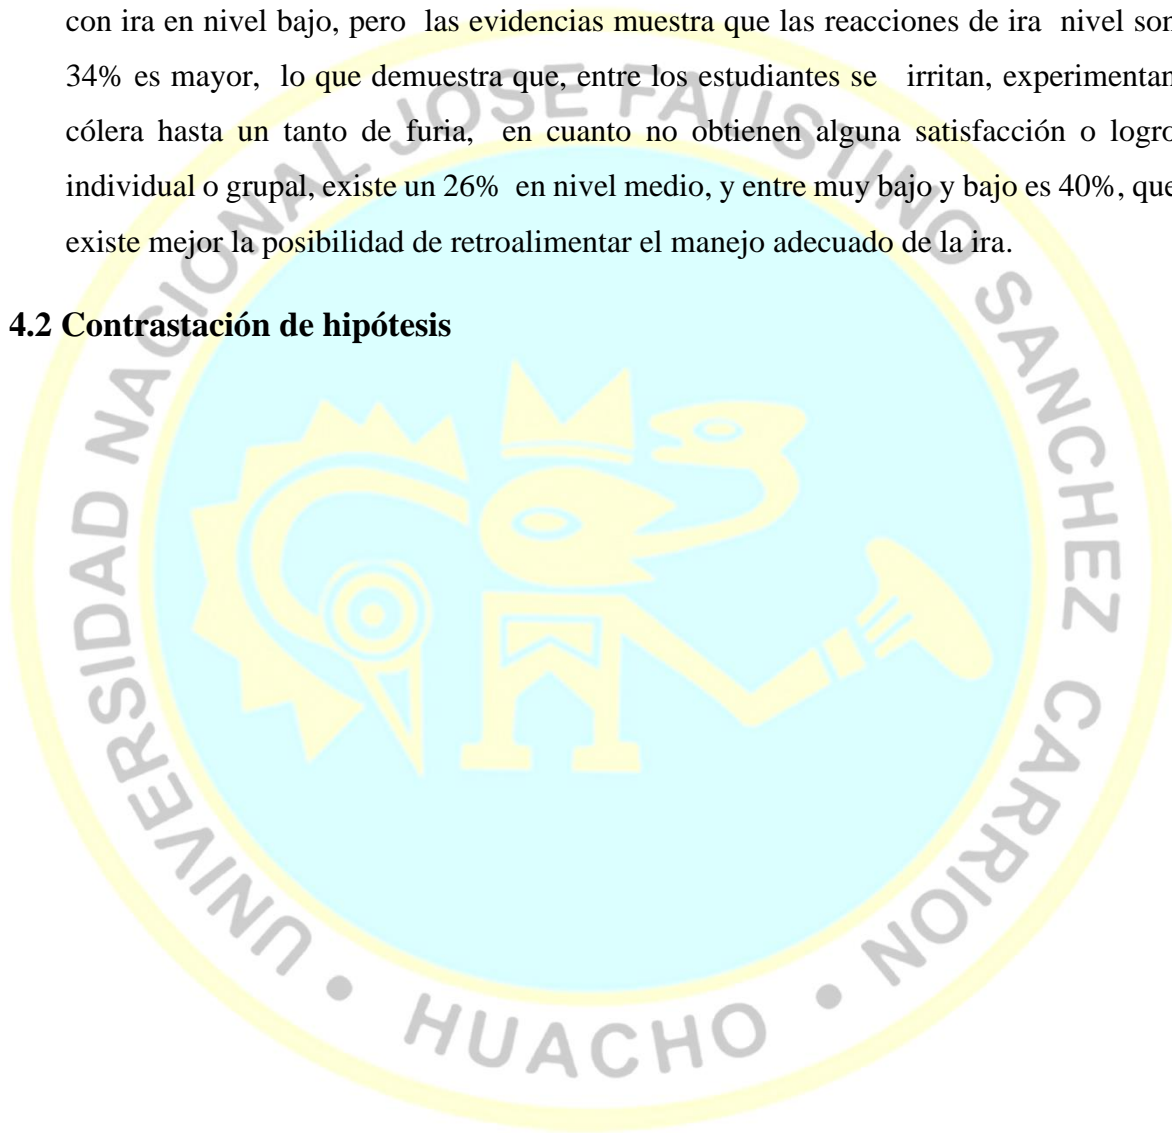 con ira en nivel bajo, pero las evidencias muestra que las reacciones de ira nivel son
34% es mayor, lo que demuestra que, entre los estudiantes se irritan, experimentan
cólera hasta un tanto de furia, en cuanto no obtienen alguna satisfacción o logro
individual o grupal, existe un 26% en nivel medio, y entre muy bajo y bajo es 40%, que
existe mejor la posibilidad de retroalimentar el manejo adecuado de la ira.
4.2 Contrastación de hipótesis
UNIVERSIDAD NACIONAL JOSE FAUSTINO SANCHEZ CARRION • HUACHO •